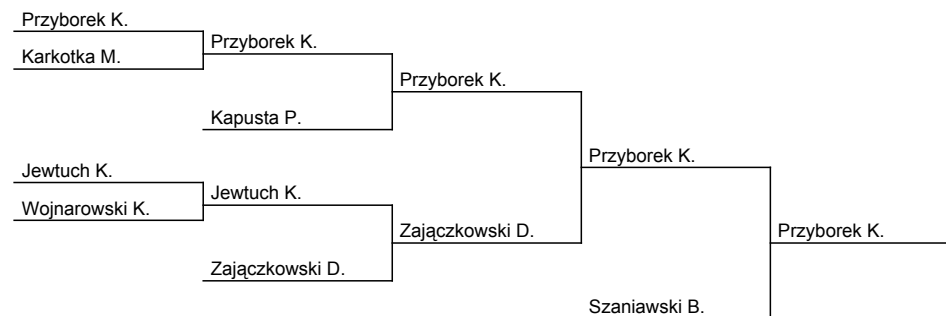 Przyborek K.
Karkotka M.
Przyborek K.
Przyborek K.
Kapusta P.
Przyborek K.
Jewtuch K.
Wojnarowski K.
Jewtuch K.
Zajączkowski D.
Przyborek K.
Zajączkowski D.
Szaniawski B.